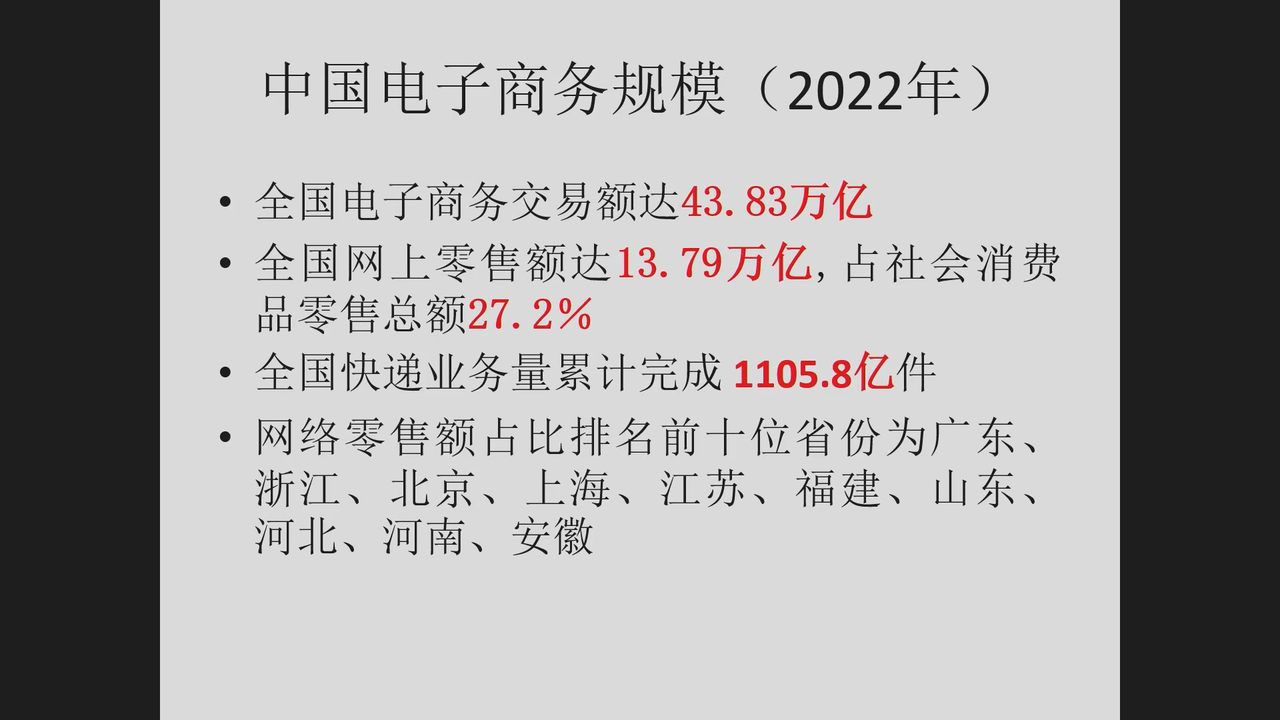 中国电子商务规模（2022年）
• 全国电子商务交易额达43.83万亿
• 全国网上零售额达13.79万亿, 占社会消费
品零售总额27.2%
• 全国快递业务量累计完成 1105.8亿件
• 网络零售额占比排名前十位省份为广东、
浙江、北京、上海、江苏、福建、山东、
河北、河南、安徽